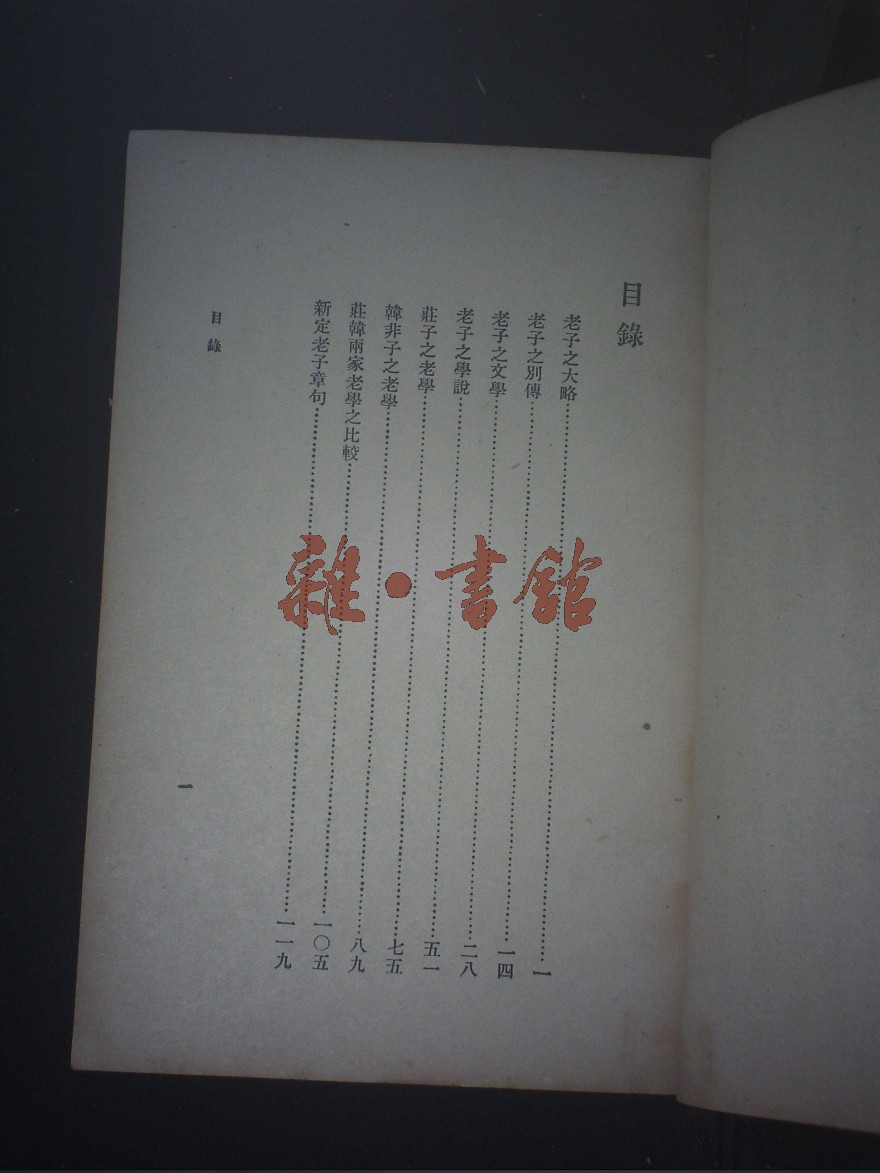 目錄
老子之大略⋯⋯一
老子之別傳⋯⋯一四
老子之文學⋯⋯二八
老子之學說⋯⋯五一
莊子之老學⋯⋯七五
韓非子之老學⋯⋯八九
莊韓兩家老學之比較⋯⋯一〇五
新定老子章句⋯⋯一一九
目錄
一
雜·書館